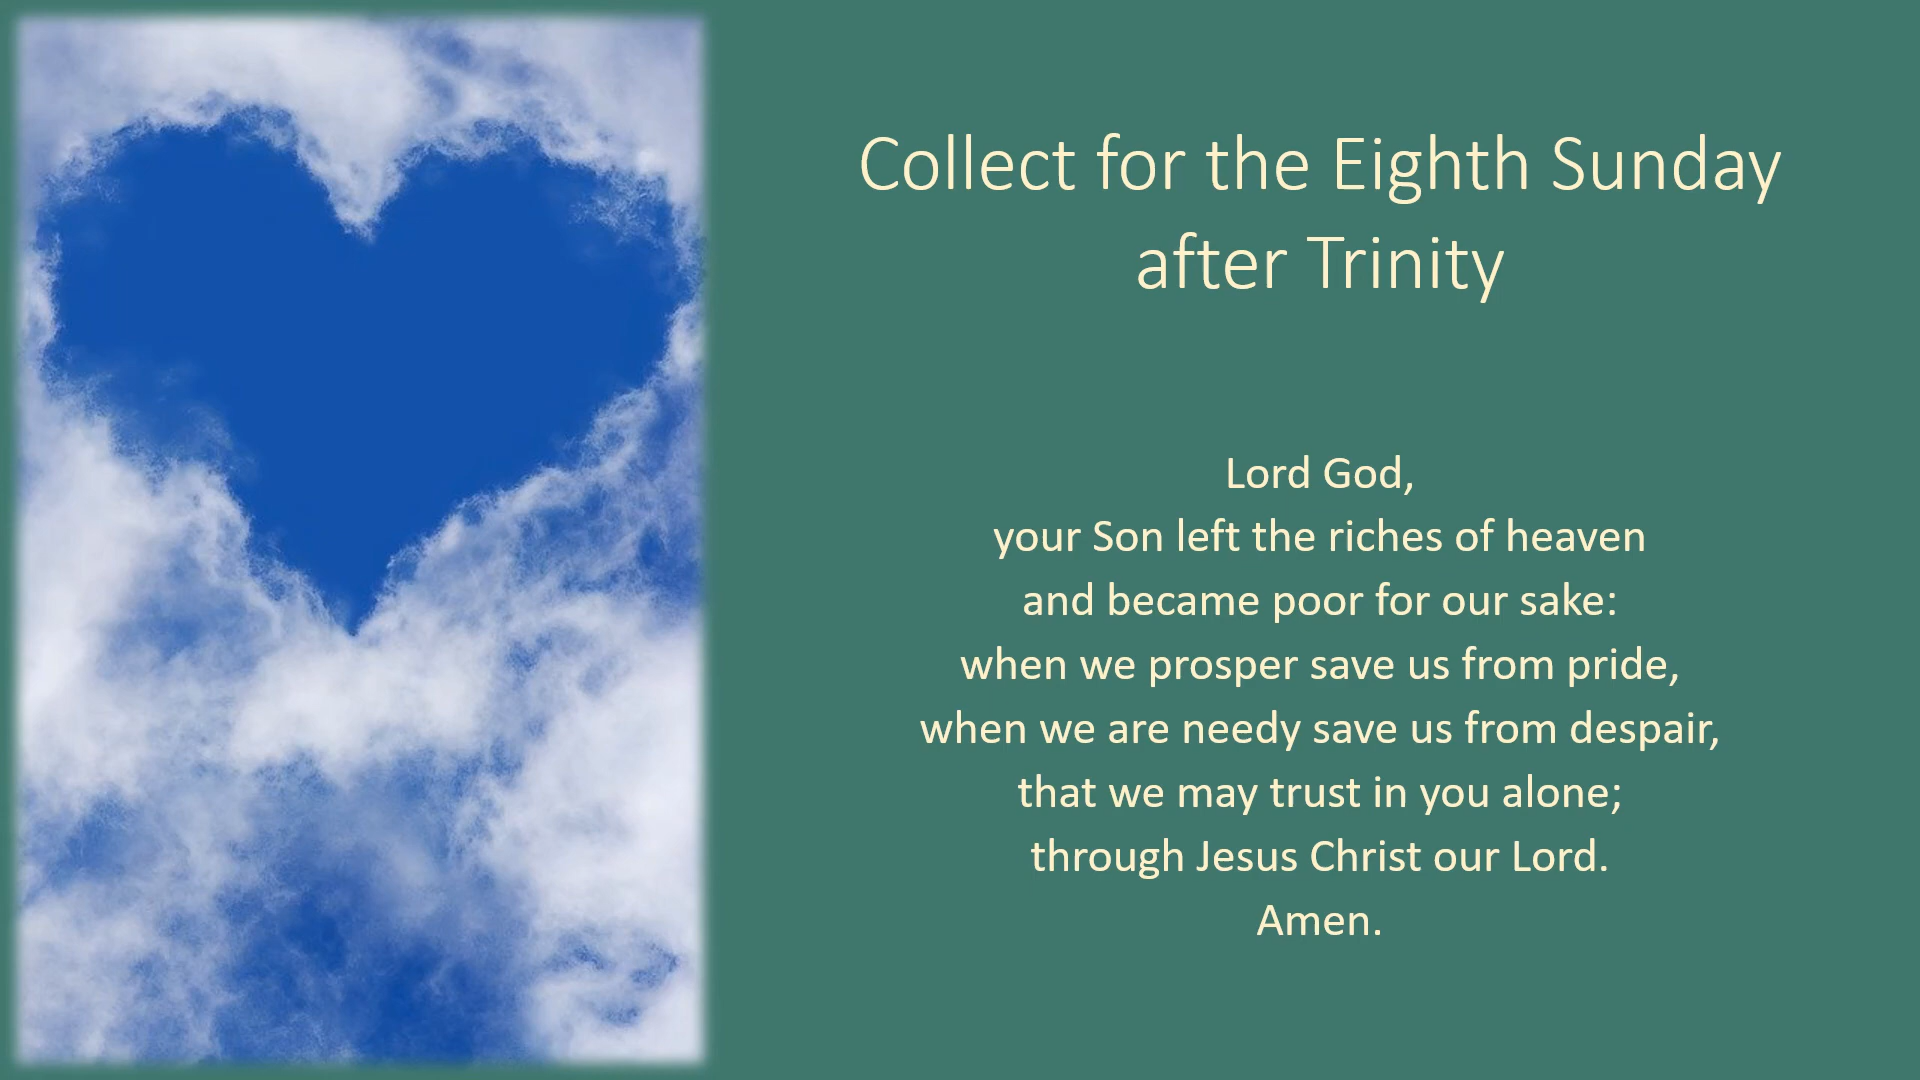 Collect for the Eighth Sunday
after Trinity
Lord God,
your Son left the riches of heaven
and became poor for our sake:
when we prosper save us from pride,
when we are needy save us from despair,
that we may trust in you alone;
through Jesus Christ our Lord.
Amen.